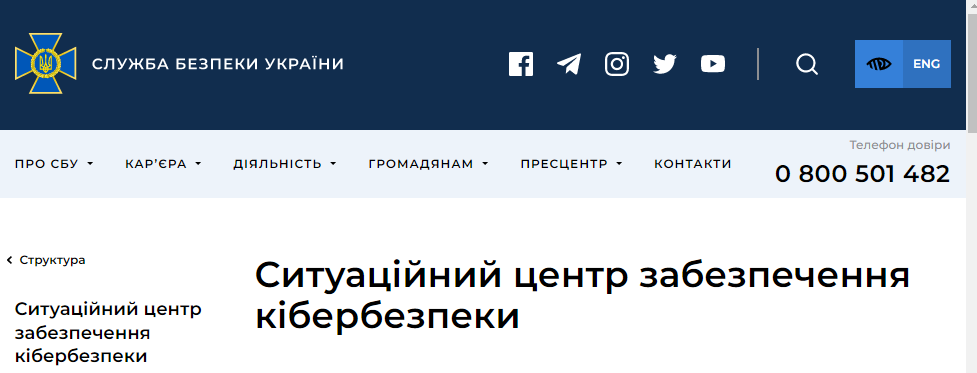 СЛУЖБА БЕЗПЕКИ УКРАЇНИ
ENG
ПРО СБУ
КАР’ЄРА
ДІЯЛЬНІСТЬ
ГРОМАДЯНАМ
ПРЕСЦЕНТР
КОНТАКТИ
Телефон довіри
0 800 501 482
Структура
Ситуаційний центр
забезпечення
кібербезпеки
Ситуаційний центр забезпечення
кібербезпеки